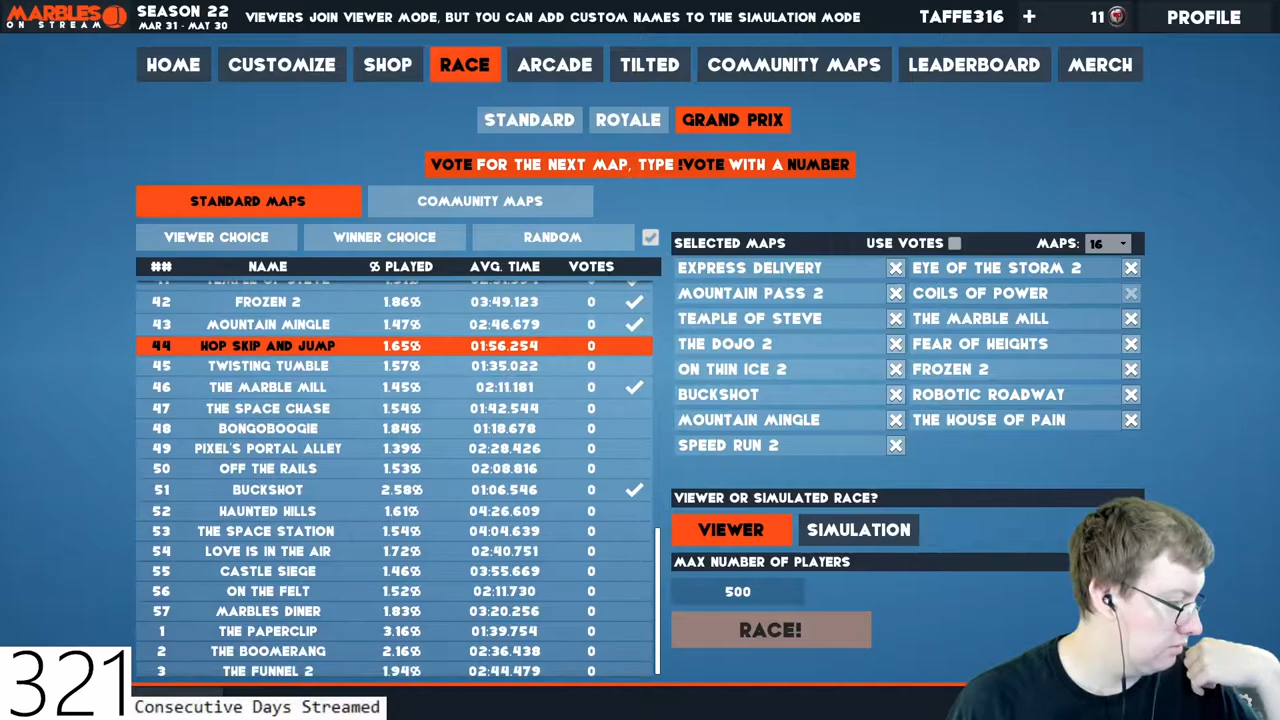 MARBLES ON STREAM
SEASON 22
MAR 31 - MAY 30
VIEWERS JOIN VIEWER MODE, BUT YOU CAN ADD CUSTOM NAMES TO THE SIMULATION MODE
TAFFE316 +
11
PROFILE
HOME CUSTOMIZE SHOP RACE ARCADE TILTED COMMUNITY MAPS LEADERBOARD MERCH
STANDARD ROYALE GRAND PRIX
VOTE FOR THE NEXT MAP, TYPE !VOTE WITH A NUMBER
STANDARD MAPS COMMUNITY MAPS
VIEWER CHOICE WINNER CHOICE RANDOM
## NAME % PLAYED AVG. TIME VOTES
42 FROZEN 2 1.86% 03:49.123 0
43 MOUNTAIN MINGLE 1.47% 02:46.679 0
44 HOP SKIP AND JUMP 1.65% 01:56.254 0
45 TWISTING TUMBLE 1.57% 01:35.022 0
46 THE MARBLE MILL 1.45% 02:11.181 0
47 THE SPACE CHASE 1.54% 01:42.544 0
48 BONGOBOOGIE 1.84% 01:18.678 0
49 PIXEL'S PORTAL ALLEY 1.39% 02:28.426 0
50 OFF THE RAILS 1.53% 02:08.816 0
51 BUCKSHOT 2.58% 01:06.546 0
52 HAUNTED HILLS 1.61% 04:26.609 0
53 THE SPACE STATION 1.54% 04:04.639 0
54 LOVE IS IN THE AIR 1.72% 02:40.751 0
55 CASTLE SIEGE 1.46% 03:55.669 0
56 ON THE FELT 1.52% 02:11.730 0
57 MARBLES DINER 1.83% 03:20.256 0
1 THE PAPERCLIP 3.16% 01:39.754 0
2 THE BOOMERANG 2.16% 02:36.438 0
3 THE FUNNEL 2 1.94% 02:44.479 0
SELECTED MAPS USE VOTES MAPS: 16
EXPRESS DELIVERY EYE OF THE STORM 2
MOUNTAIN PASS 2 COILS OF POWER
TEMPLE OF STEVE THE MARBLE MILL
THE DOJO 2 FEAR OF HEIGHTS
ON THIN ICE 2 FROZEN 2
BUCKSHOT ROBOTIC ROADWAY
MOUNTAIN MINGLE THE HOUSE OF PAIN
SPEED RUN 2
VIEWER OR SIMULATED RACE?
VIEWER SIMULATION
MAX NUMBER OF PLAYERS
500
RACE!
321
Consecutive Days Streamed